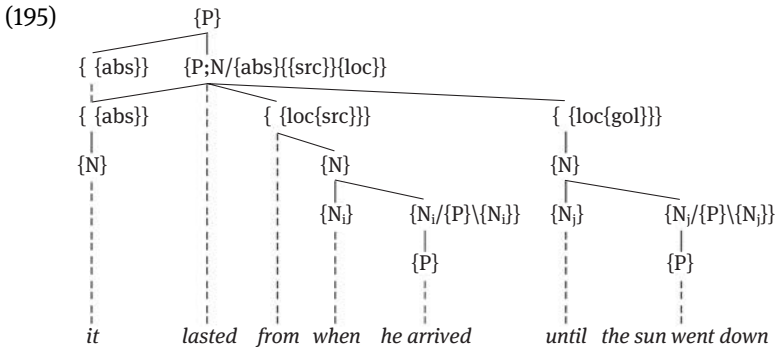 (195)
{P}
{ {abs}} {P;N/{abs}{{src}}{loc}}
{ {abs}} { {loc{src}}} { {loc{gol}}}
{N} {N} {N}
{Nᵢ} {Nᵢ/{P}\{Nᵢ}} {Nⱼ} {Nⱼ/{P}\{Nⱼ}}
{P} {P}
it lasted from when he arrived until the sun went down